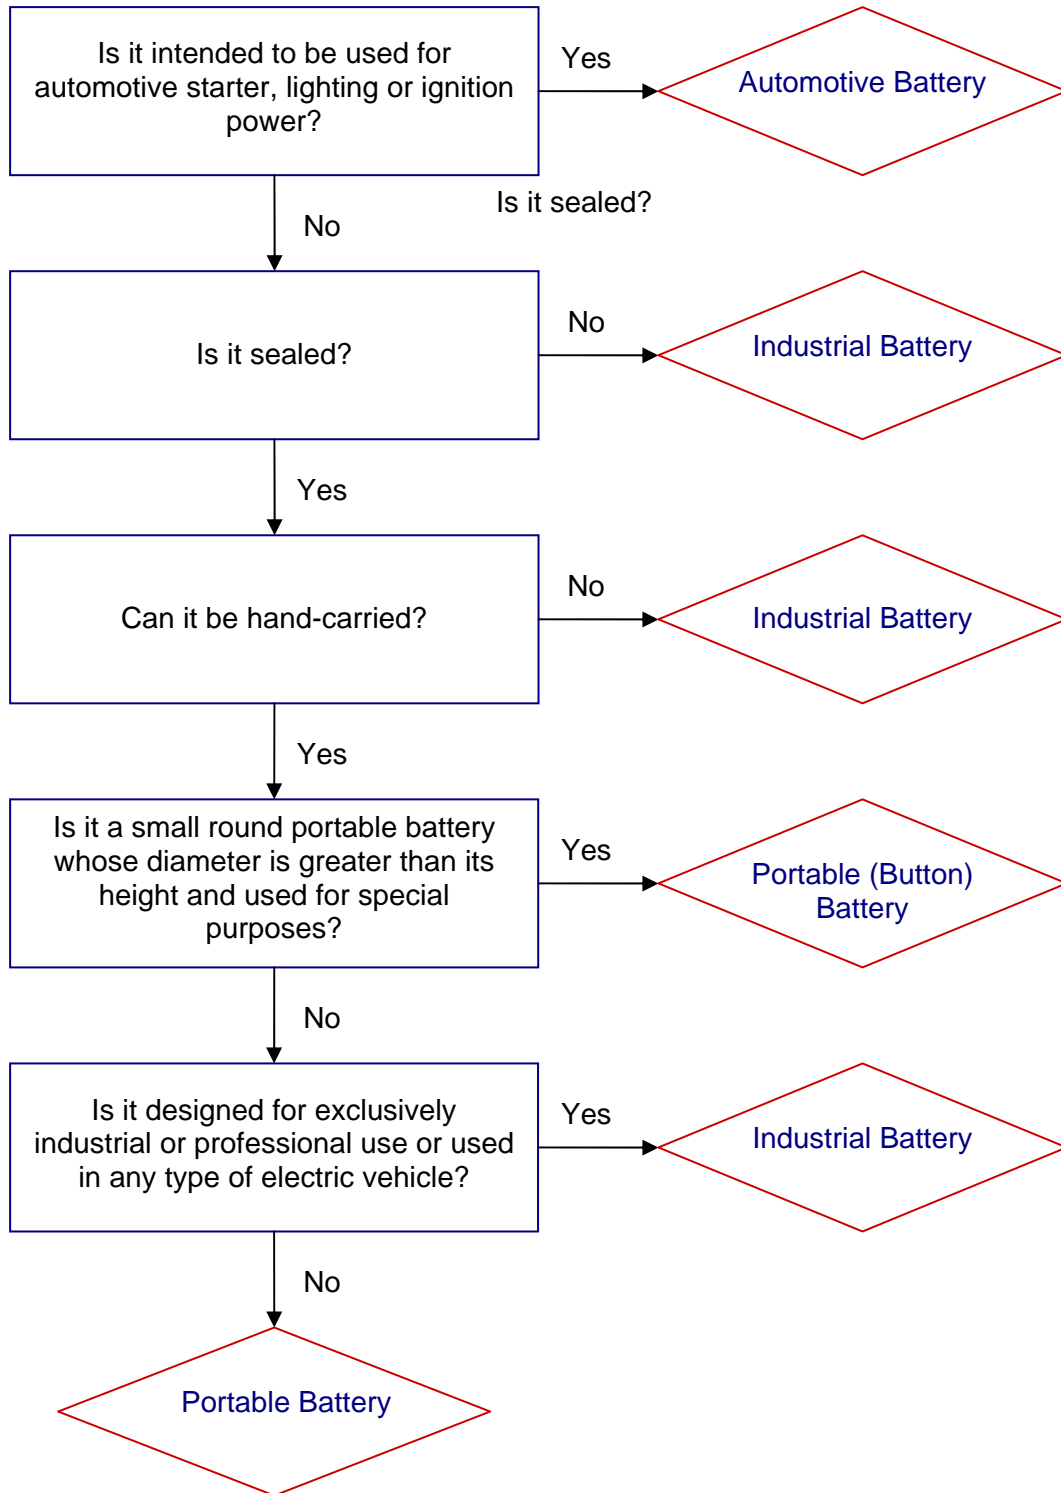 Is it intended to be used for
automotive starter, lighting or ignition
power?
Yes
Automotive Battery
No
Is it sealed?
Is it sealed?
No
Industrial Battery
Yes
Can it be hand-carried?
No
Industrial Battery
Yes
Is it a small round portable battery
whose diameter is greater than its
height and used for special
purposes?
Yes
Portable (Button)
Battery
No
Is it designed for exclusively
industrial or professional use or used
in any type of electric vehicle?
Yes
Industrial Battery
No
Portable Battery